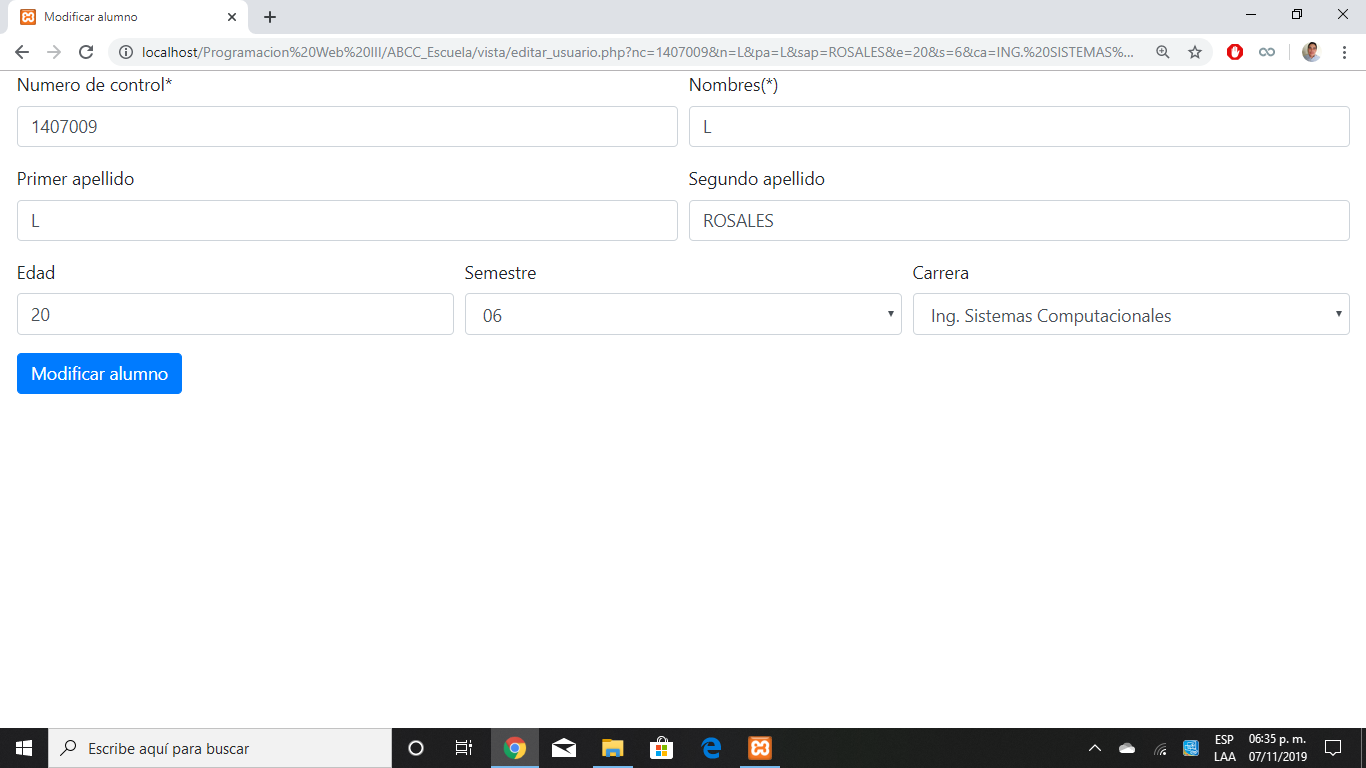 Modificar alumno
localhost/Programacion%20Web%20III/ABCC_Escuela/vista/editar_usuario.php?nc=1407009&n=L&pa=L&sap=ROSALES&e=20&s=6&ca=ING.%20SISTEMAS%...
Numero de control* Nombres(*)
1407009 L
Primer apellido Segundo apellido
L ROSALES
Edad Semestre Carrera
20 06 Ing. Sistemas Computacionales
Modificar alumno
Escribe aquí para buscar
ESP 06:35 p. m.
LAA 07/11/2019